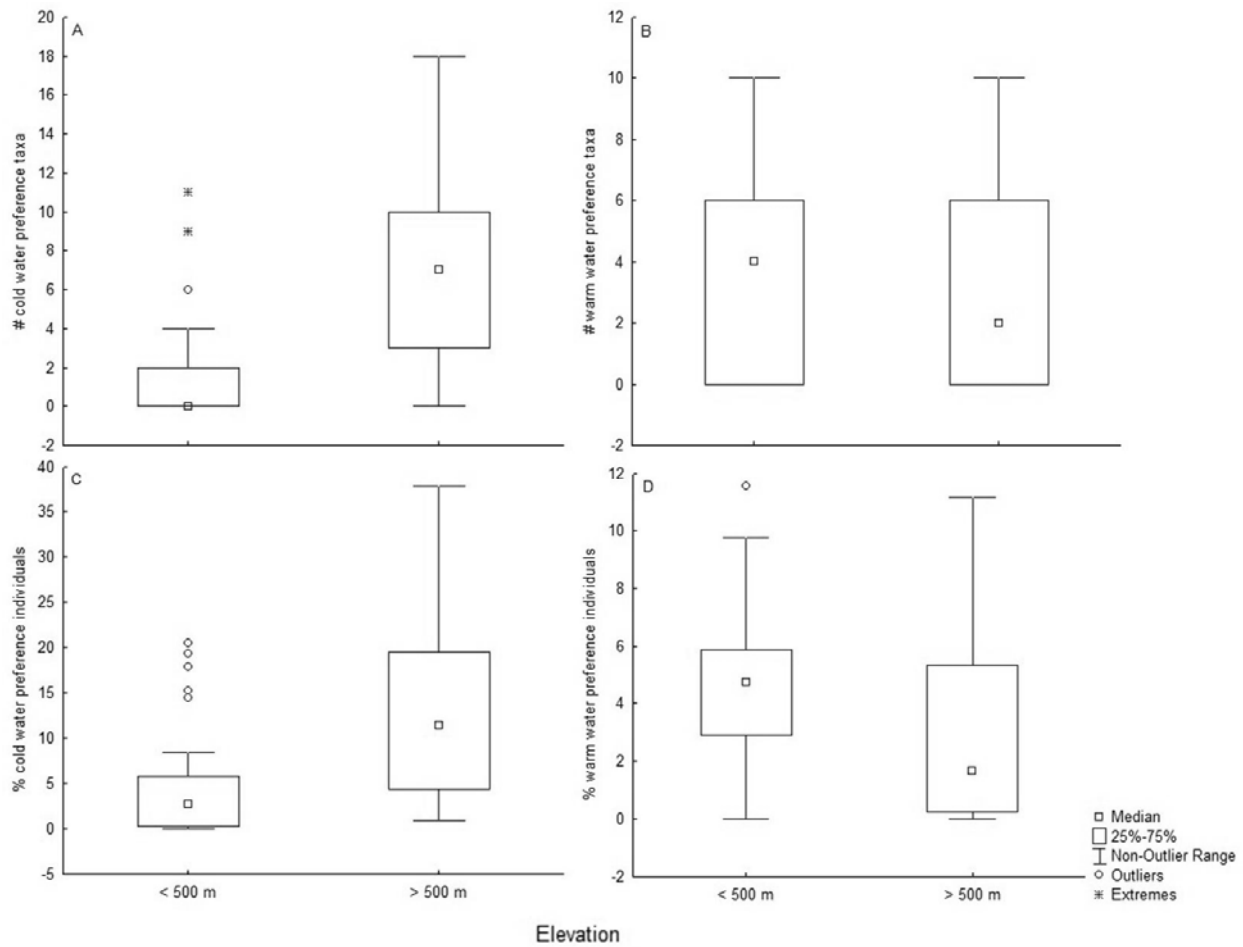 A
# cold water preference taxa
20
18
16
14
12
10
8
6
4
2
0
-2
B
# warm water preference taxa
12
10
8
6
4
2
0
-2
C
% cold water preference individuals
40
35
30
25
20
15
10
5
0
-5
< 500 m
> 500 m
D
% warm water preference individuals
12
10
8
6
4
2
0
-2
< 500 m
> 500 m
Median
25%-75%
Non-Outlier Range
Outliers
Extremes
Elevation